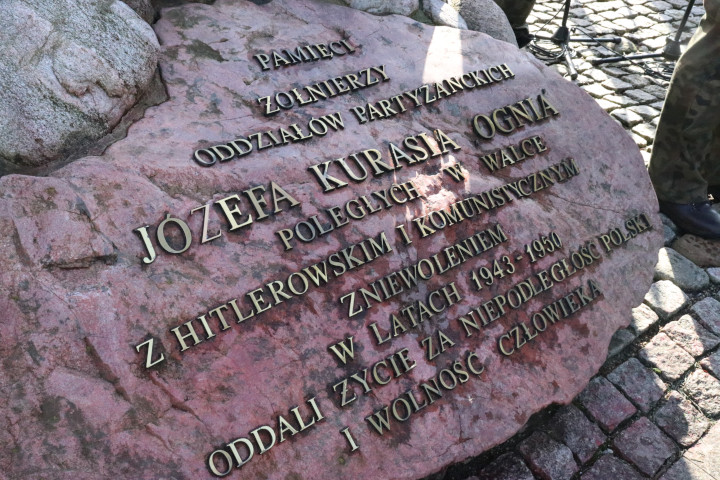 PAMIĘCI
ŻOŁNIERZY
ODDZIAŁÓW PARTYZANCKICH
JÓZEFA KURASIA OGNIA
POLEGŁYCH W WALCE
Z HITLEROWSKIM I KOMUNISTYCZNYM
ZNIEWOLENIEM
W LATACH 1943-1950
ODDALI ŻYCIE ZA NIEPODLEGŁOŚĆ POLSKI
I WOLNOŚĆ CZŁOWIEKA